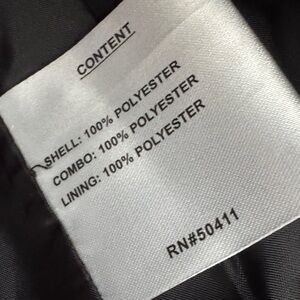 CONTENT
SHELL: 100% POLYESTER
COMBO: 100% POLYESTER
LINING: 100% POLYESTER
RN#50411